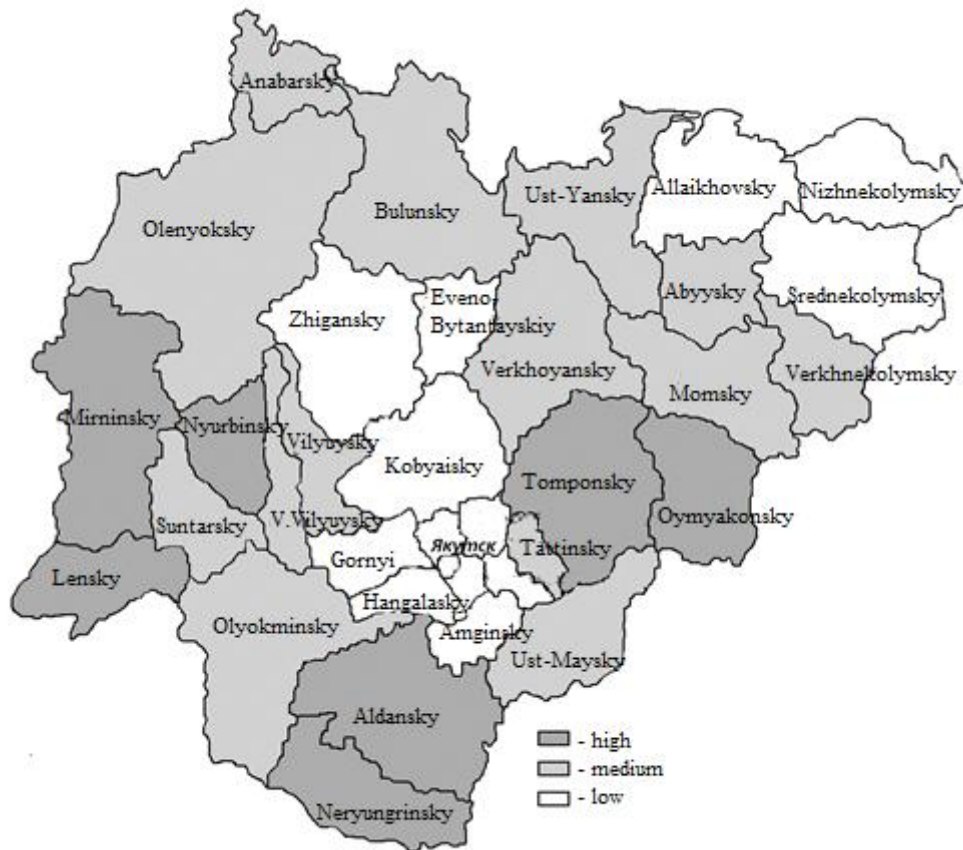 Anabarsky
Olenyoksky
Bulunsky
Ust-Yansky
Allaikhovsky
Nizhnekolymsky
Zhigansky
Eveno-
Bytantayskiy
Abyysky
Srednekolymsky
Verkhoyansky
Momsky
Verkhnekolymsky
Mirninsky
Nyurbinsky
Vilyuysky
Kobyaisky
Tomponsky
Oymyakonsky
Suntarsky
V.Vilyuysky
Gornyi
Якутск
Tattinsky
Lensky
Hangalasky
Olyokminsky
Amginsky
Ust-Maysky
Aldansky
Neryungrinsky
- high
- medium
- low